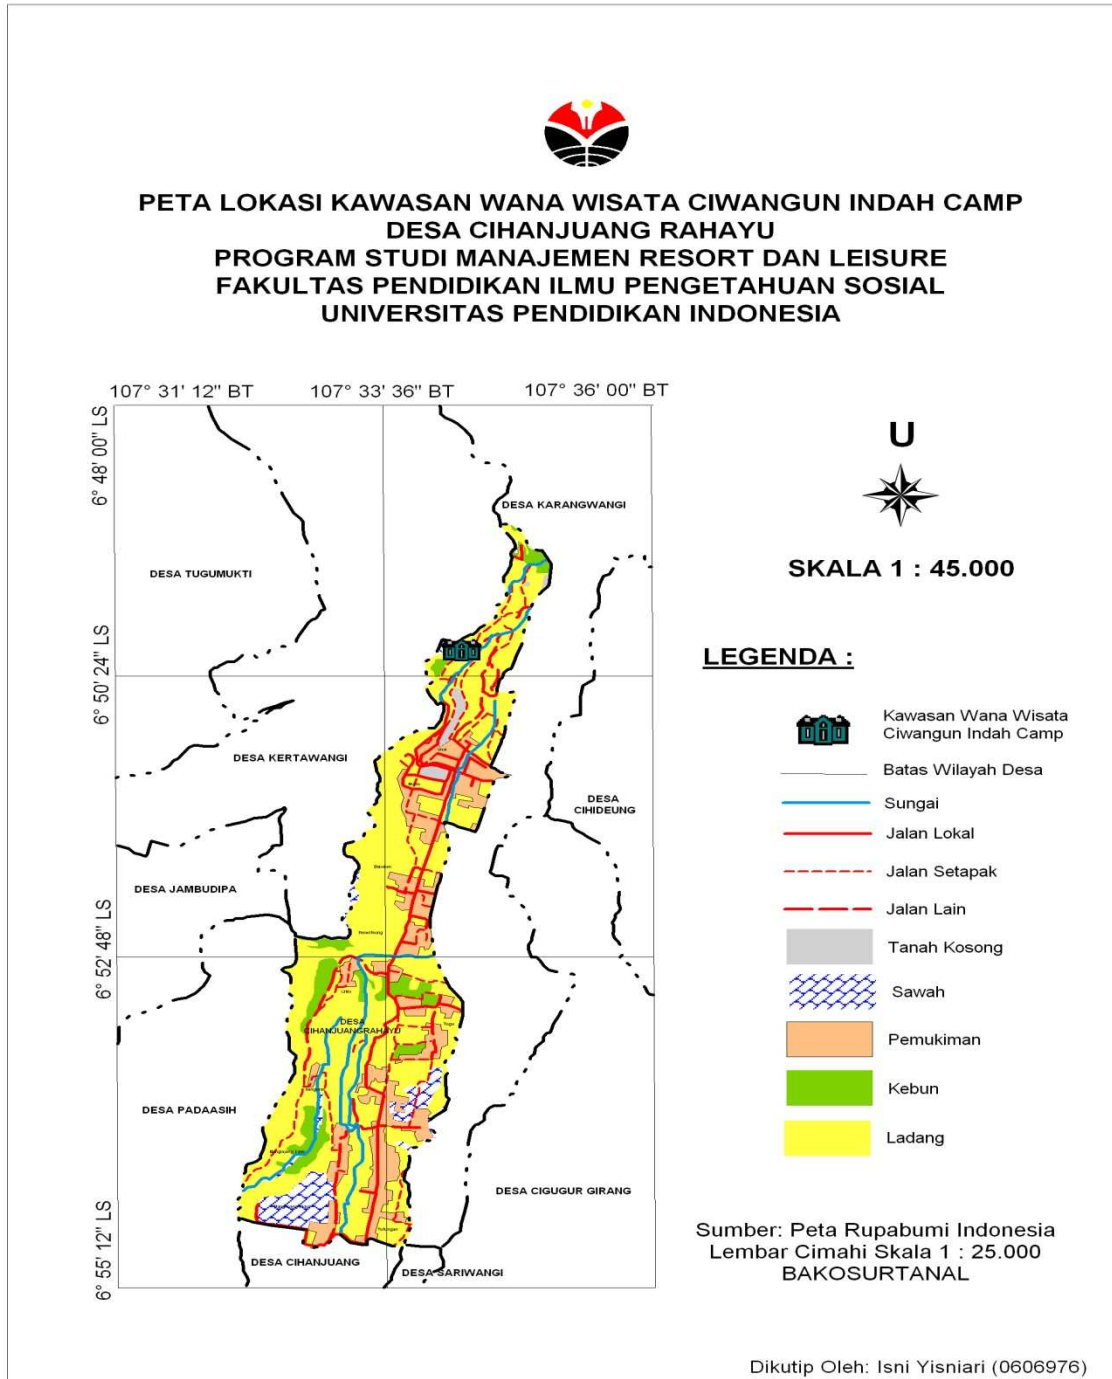 PETA LOKASI KAWASAN WANA WISATA CIWANGUN INDAH CAMP
DESA CIHANJUANG RAHAYU
PROGRAM STUDI MANAJEMEN RESORT DAN LEISURE
FAKULTAS PENDIDIKAN ILMU PENGETAHUAN SOSIAL
UNIVERSITAS PENDIDIKAN INDONESIA
107° 31' 12" BT
107° 33' 36" BT
107° 36' 00" BT
6° 48' 00" LS
6° 50' 24" LS
6° 52' 48" LS
6° 55' 12" LS
DESA KARANGWANGI
DESA TUGUMUKTI
DESA KERTAWANGI
DESA
CIHIDEUNG
DESA JAMBUDIPA
DESA
CIHANJUANGRAHAYU
DESA PADAASIH
DESA CIGUGUR GIRANG
DESA CIHANJUANG
DESA SARIWANGI
U
SKALA 1 : 45.000
LEGENDA :
Kawasan Wana Wisata
Ciwangun Indah Camp
Batas Wilayah Desa
Sungai
Jalan Lokal
Jalan Setapak
Jalan Lain
Tanah Kosong
Sawah
Pemukiman
Kebun
Ladang
Sumber: Peta Rupabumi Indonesia
Lembar Cimahi Skala 1 : 25.000
BAKOSURTANAL
Dikutip Oleh: Isni Yisniari (0606976)